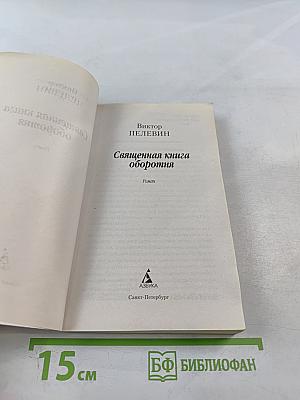 Виктор
ПЕЛЕВИН
Священная книга
оборотня
Роман
АЗБУКА
Санкт-Петербург
15 см
БФ БИБЛИОФАН